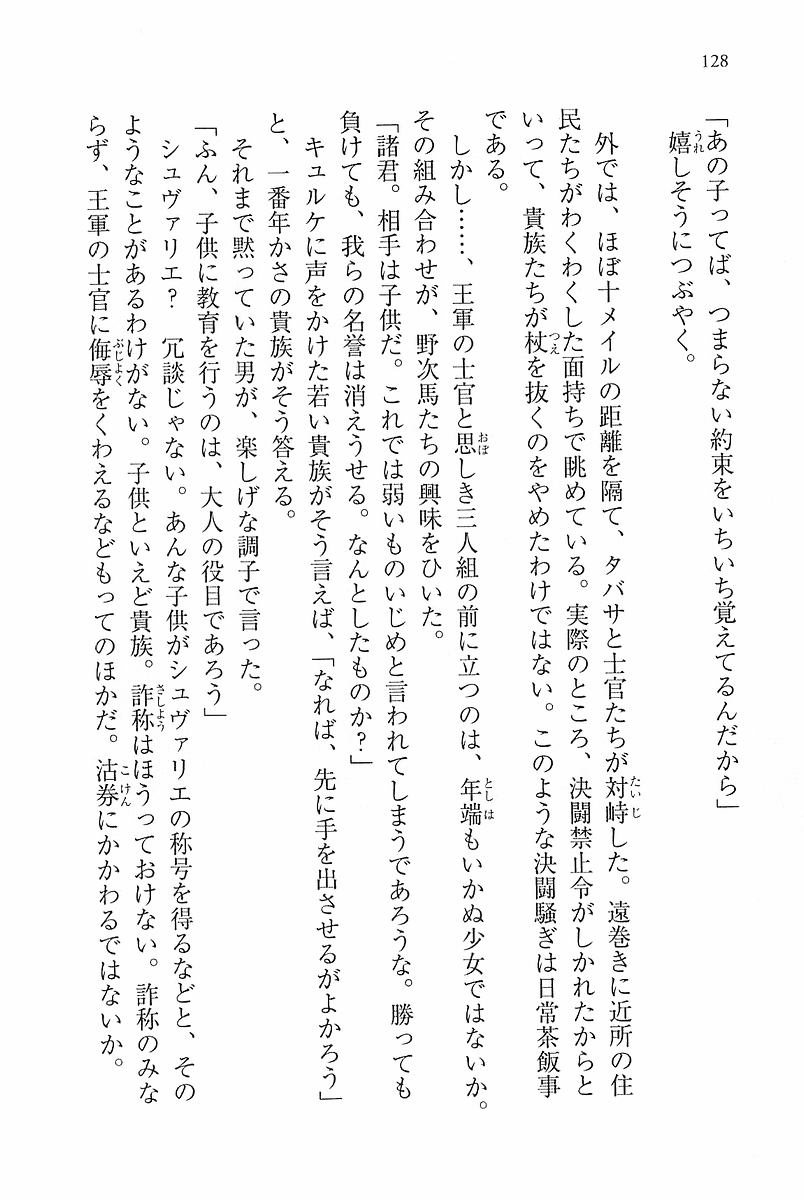 128
「あの子ってば、つまらない約束をいちいち覚えてるんだから」
嬉しそうにつぶやく。
外では、ほぼ十メイルの距離を隔て、タバサと士官たちが対峙した。遠巻きに近所の住
民たちがわくわくした面持ちで眺めている。実際のところ、決闘禁止令がしかれたからと
いって、貴族たちが杖を抜くのをやめたわけではない。このような決闘騒ぎは日常茶飯事
である。
しかし……、王軍の士官と思しき三人組の前に立つのは、年端もいかぬ少女ではないか。
その組み合わせが、野次馬たちの興味をひいた。
「諸君。相手は子供だ。これでは弱いものいじめと言われてしまうであろうな。勝っても
負けても、我らの名誉は消えうせる。なんとしたものか?」
キュルケに声をかけた若い貴族がそう言えば、「なれば、先に手を出させるがよかろう」
と、一番年かさの貴族がそう答える。
それまで黙っていた男が、楽しげな調子で言った。
「ふん、子供に教育を行うのは、大人の役目であろう」
シュヴァリエ? 冗談じゃない。あんな子供がシュヴァリエの称号を得るなどと、その
ようなことがあるわけがない。子供といえど貴族。詐称はほうっておけない。詐称のみな
らず、王軍の士官に侮辱をくわえるなどもってのほかだ。沽券にかかわるではないか。